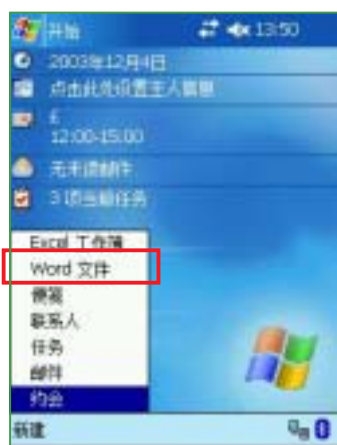 开始 13:50
2003年12月4日
点击此处设置主人信息
12:00-15:00
无未读邮件
3 项当前任务
Excel 工作簿
Word 文件
便笺
联系人
任务
邮件
约会
新建